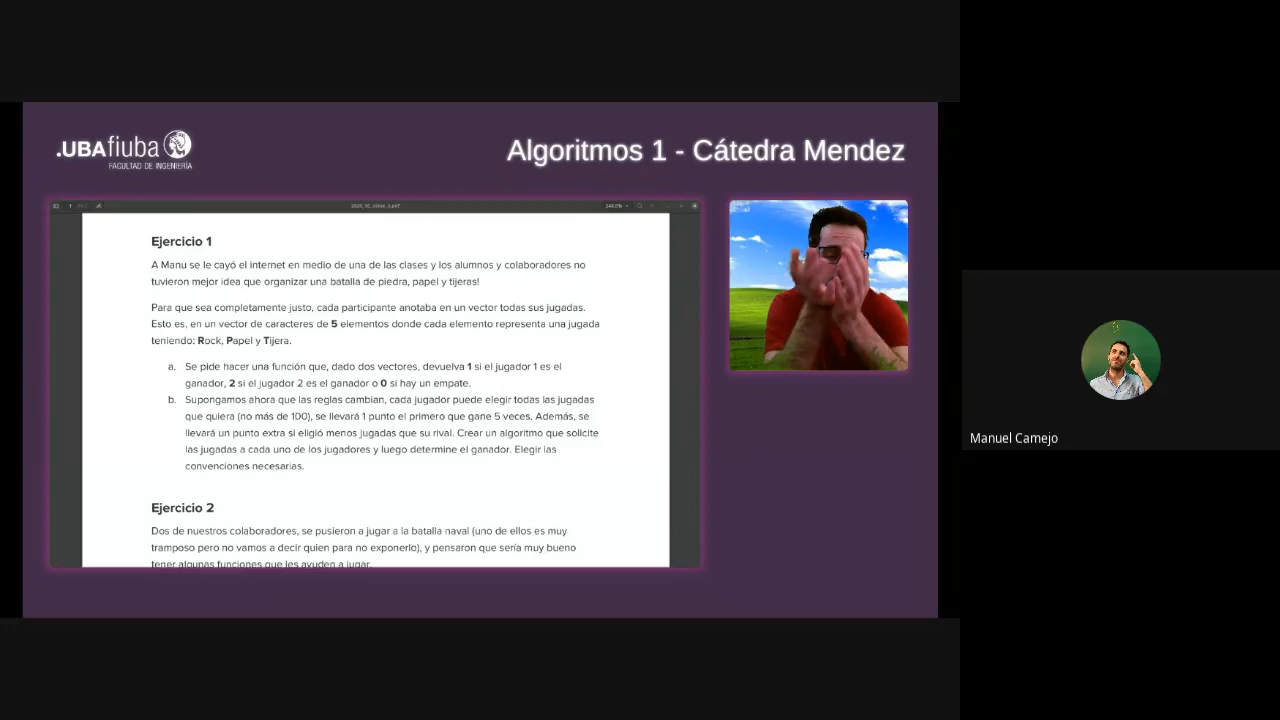 .UBAfiuba
FACULTAD DE INGENIERÍA
Algoritmos 1 - Cátedra Mendez
Ejercicio 1
A Manu se le cayó el internet en medio de una de las clases y los alumnos y colaboradores no
tuvieron mejor idea que organizar una batalla de piedra, papel y tijeras!
Para que sea completamente justo, cada participante anotaba en un vector todas sus jugadas.
Esto es, en un vector de caracteres de 5 elementos donde cada elemento representa una jugada
teniendo: Rock, Papel y Tijera.
a. Se pide hacer una función que, dado dos vectores, devuelva 1 si el jugador 1 es el
ganador, 2 si el jugador 2 es el ganador o 0 si hay un empate.
b. Supongamos ahora que las reglas cambian, cada jugador puede elegir todas las jugadas
que quiera (no más de 100), se llevará 1 punto el primero que gane 5 veces. Además, se
llevará un punto extra si eligió menos jugadas que su rival. Crear un algoritmo que solicite
las jugadas a cada uno de los jugadores y luego determine el ganador. Elegir las
convenciones necesarias.
Ejercicio 2
Dos de nuestros colaboradores, se pusieron a jugar a la batalla naval (uno de ellos es muy
tramposo pero no vamos a decir quien para no exponerlo), y pensaron que sería muy bueno
tener algunas funciones que les ayuden a jugar.
Manuel Camejo